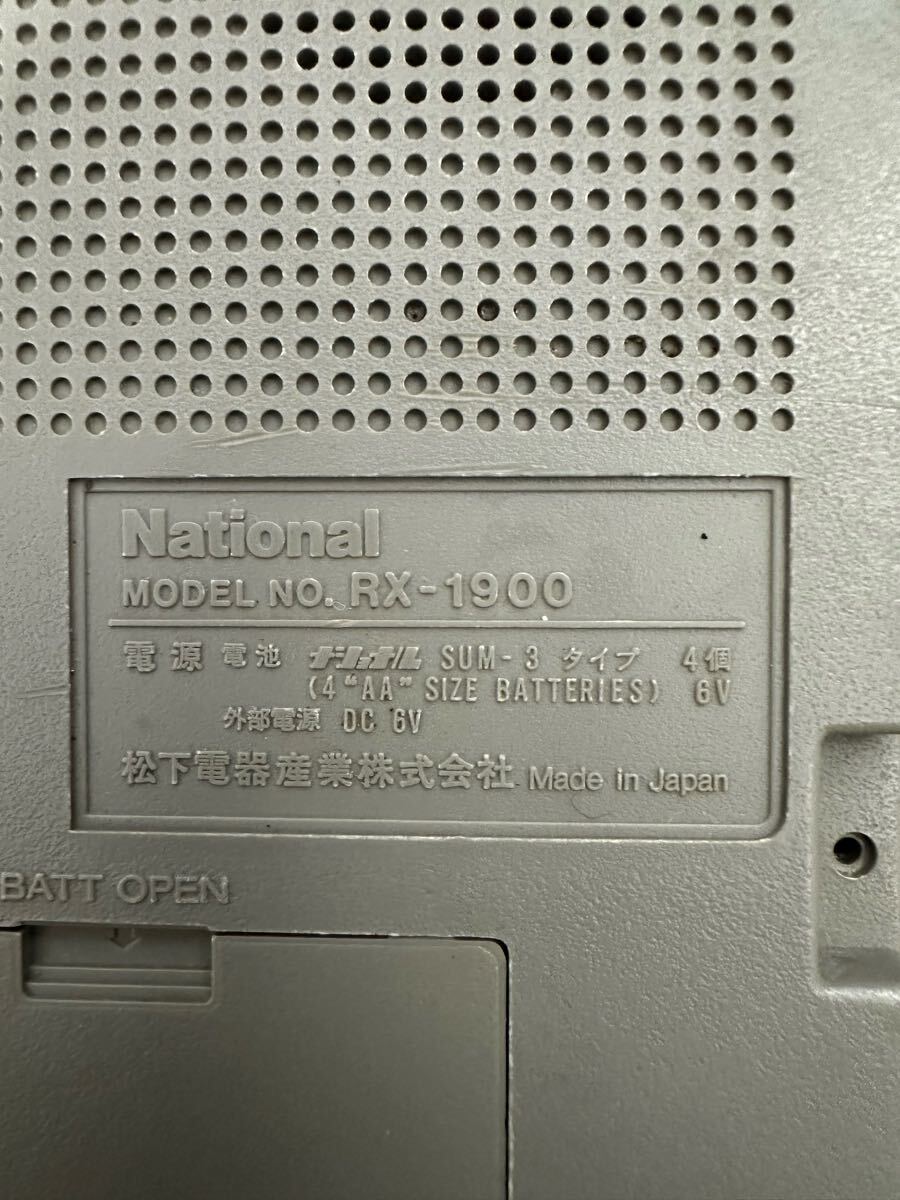 National
MODEL NO. RX-1900
電源 電池 ナショナル SUM-3 タイプ 4個
(4 “AA” SIZE BATTERIES) 6V
外部電源 DC 6V
松下電器産業株式会社 Made in Japan
BATT OPEN